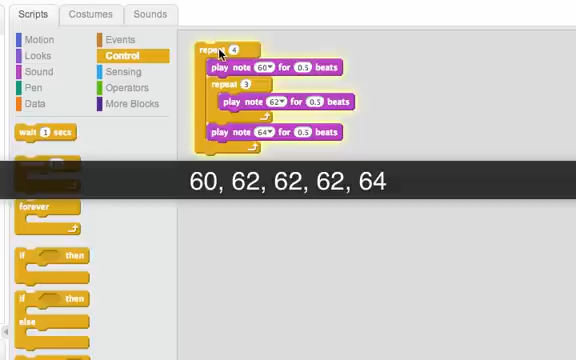 Scripts Costumes Sounds
Motion Events
Looks Control
Sound Sensing
Pen Operators
Data More Blocks
wait 1 secs
forever
if then
if then
else
repeat 4
play note 60 for 0.5 beats
repeat 3
play note 62 for 0.5 beats
play note 64 for 0.5 beats
60, 62, 62, 62, 64